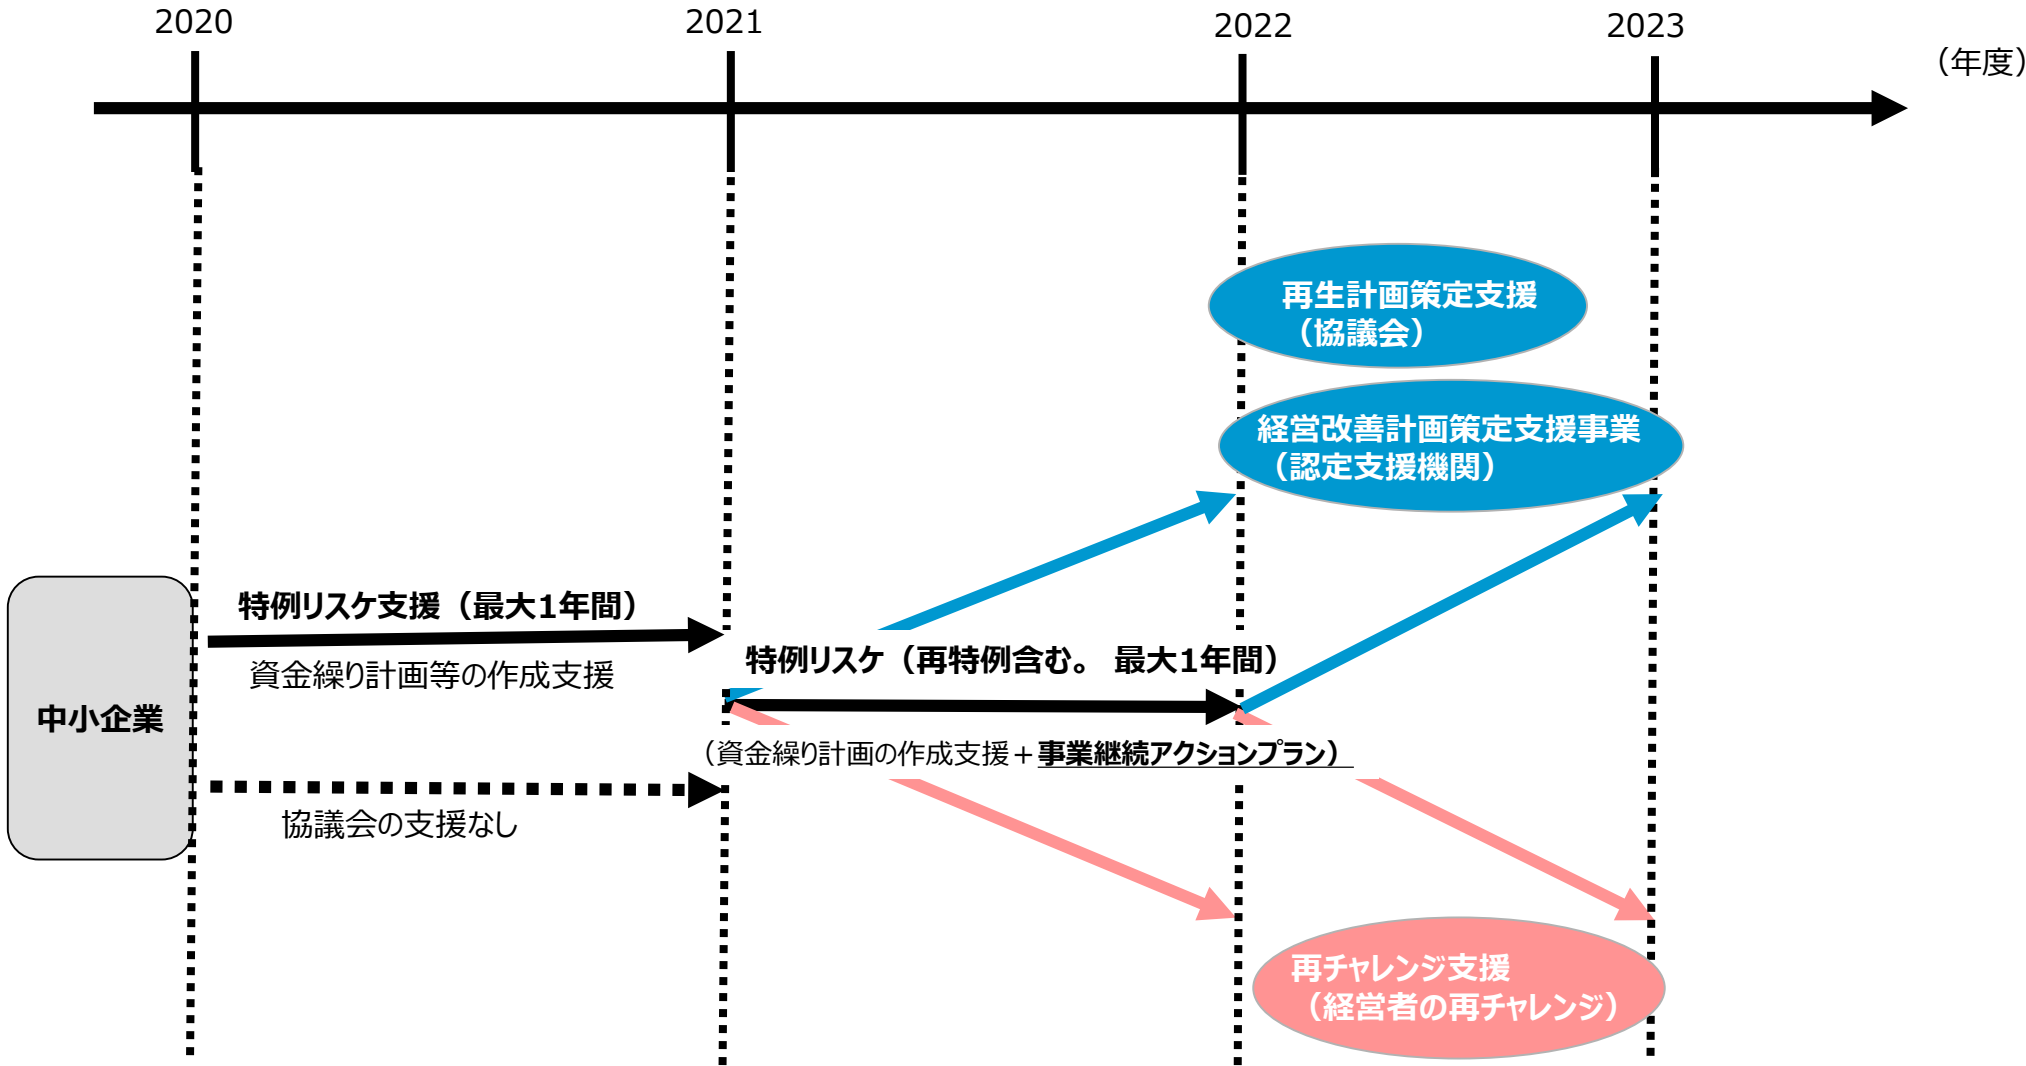 2020
2021
2022
2023
（年度）
再生計画策定支援
（協議会）
経営改善計画策定支援事業
（認定支援機関）
特例リスケ支援（最大1年間）
資金繰り計画等の作成支援
特例リスケ（再特例含む。 最大1年間）
中小企業
（資金繰り計画の作成支援＋事業継続アクションプラン）
協議会の支援なし
再チャレンジ支援
（経営者の再チャレンジ）